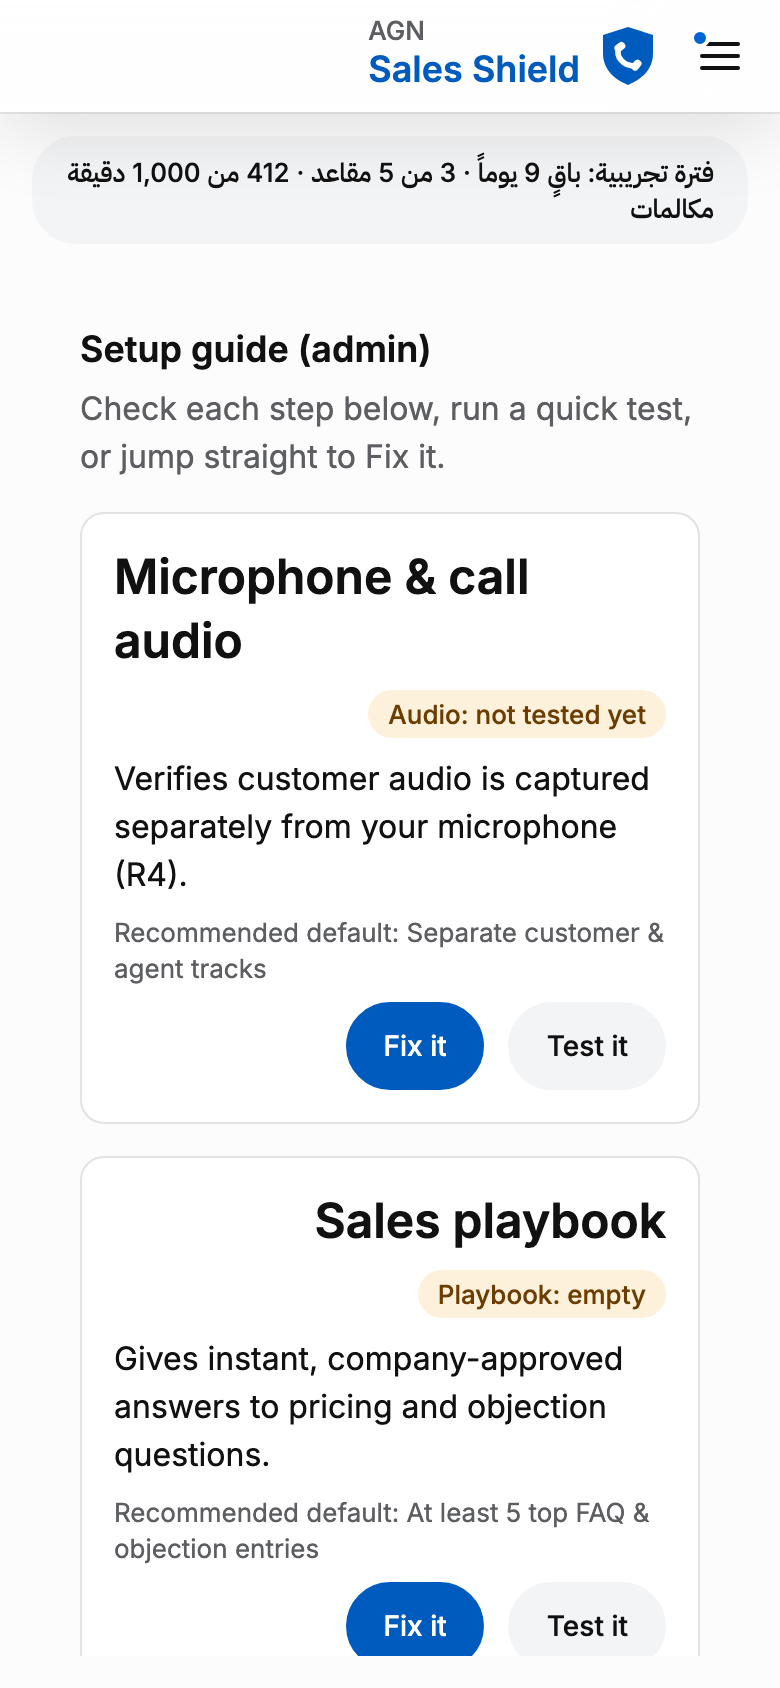 AGN
Sales Shield
فترة تجريبية: باقٍ 9 يوماً · 3 من 5 مقاعد · 412 من 1,000 دقيقة
مكالمات
Setup guide (admin)
Check each step below, run a quick test,
or jump straight to Fix it.
Microphone & call
audio
Audio: not tested yet
Verifies customer audio is captured
separately from your microphone
(R4).
Recommended default: Separate customer &
agent tracks
Fix it
Test it
Sales playbook
Playbook: empty
Gives instant, company-approved
answers to pricing and objection
questions.
Recommended default: At least 5 top FAQ &
objection entries
Fix it
Test it